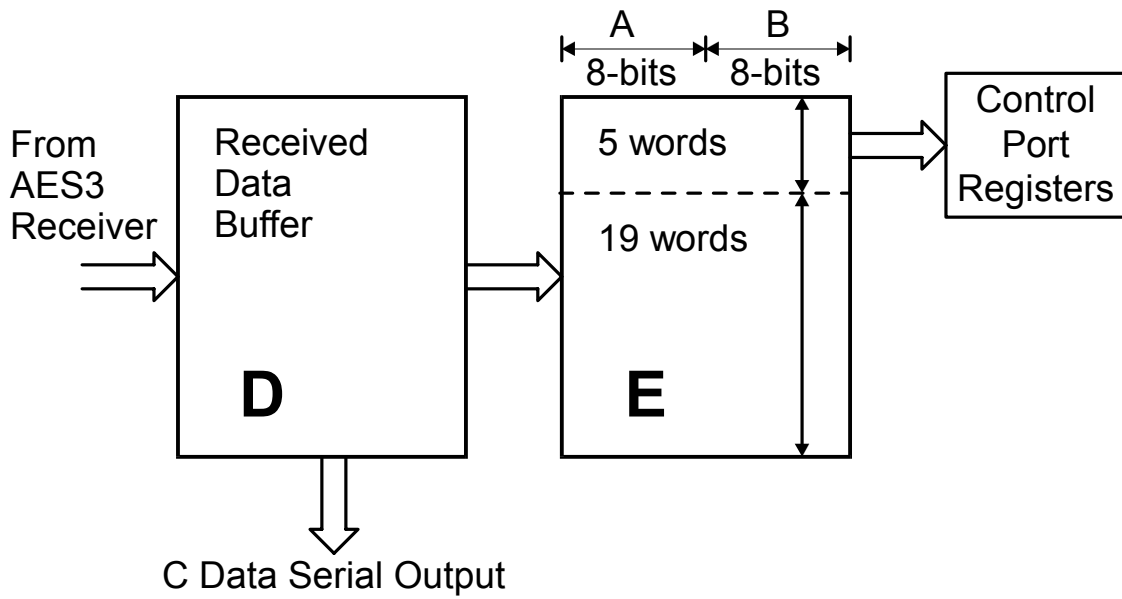 A
B
8-bits
8-bits
From
AES3
Receiver
Received
Data
Buffer
D
5 words
19 words
E
Control
Port
Registers
C Data Serial Output